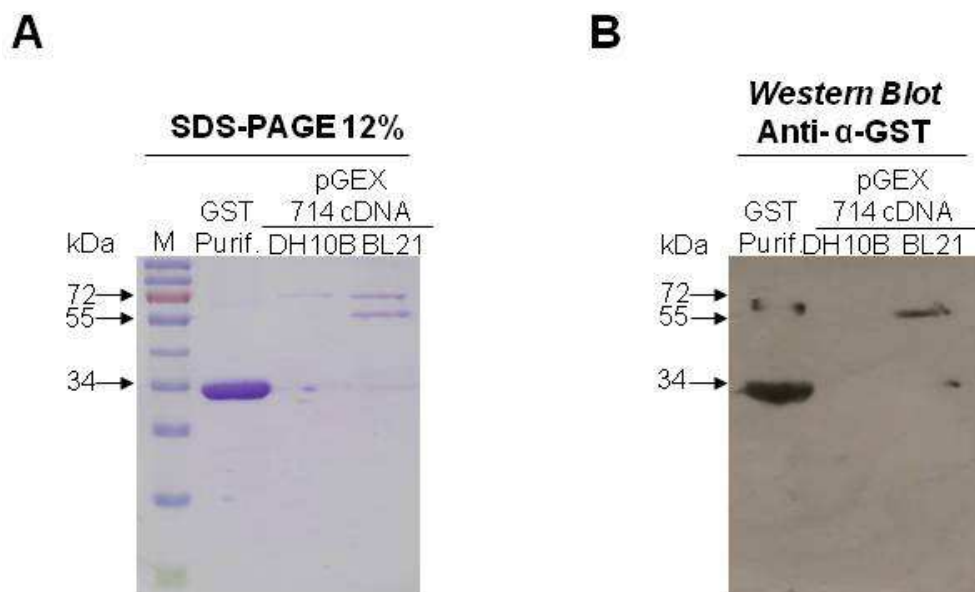 A
SDS-PAGE 12%
pGEX
GST 714 cDNA
kDa M Purif. DH10B BL21
72
55
34
B
Western Blot
Anti- α-GST
pGEX
GST 714 cDNA
kDa Purif. DH10B BL21
72
55
34